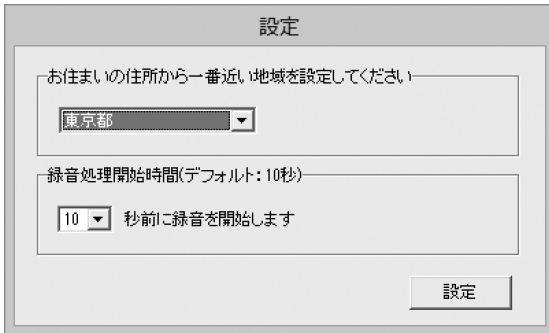 設定
お住まいの住所から一番近い地域を設定してください
東京都
録音処理開始時間(デフォルト:10秒)
10 秒前に録音を開始します
設定